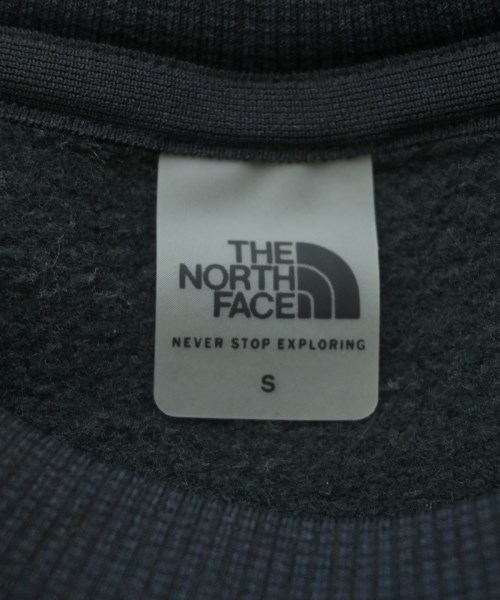 THE
NORTH
FACE
NEVER STOP EXPLORING
S